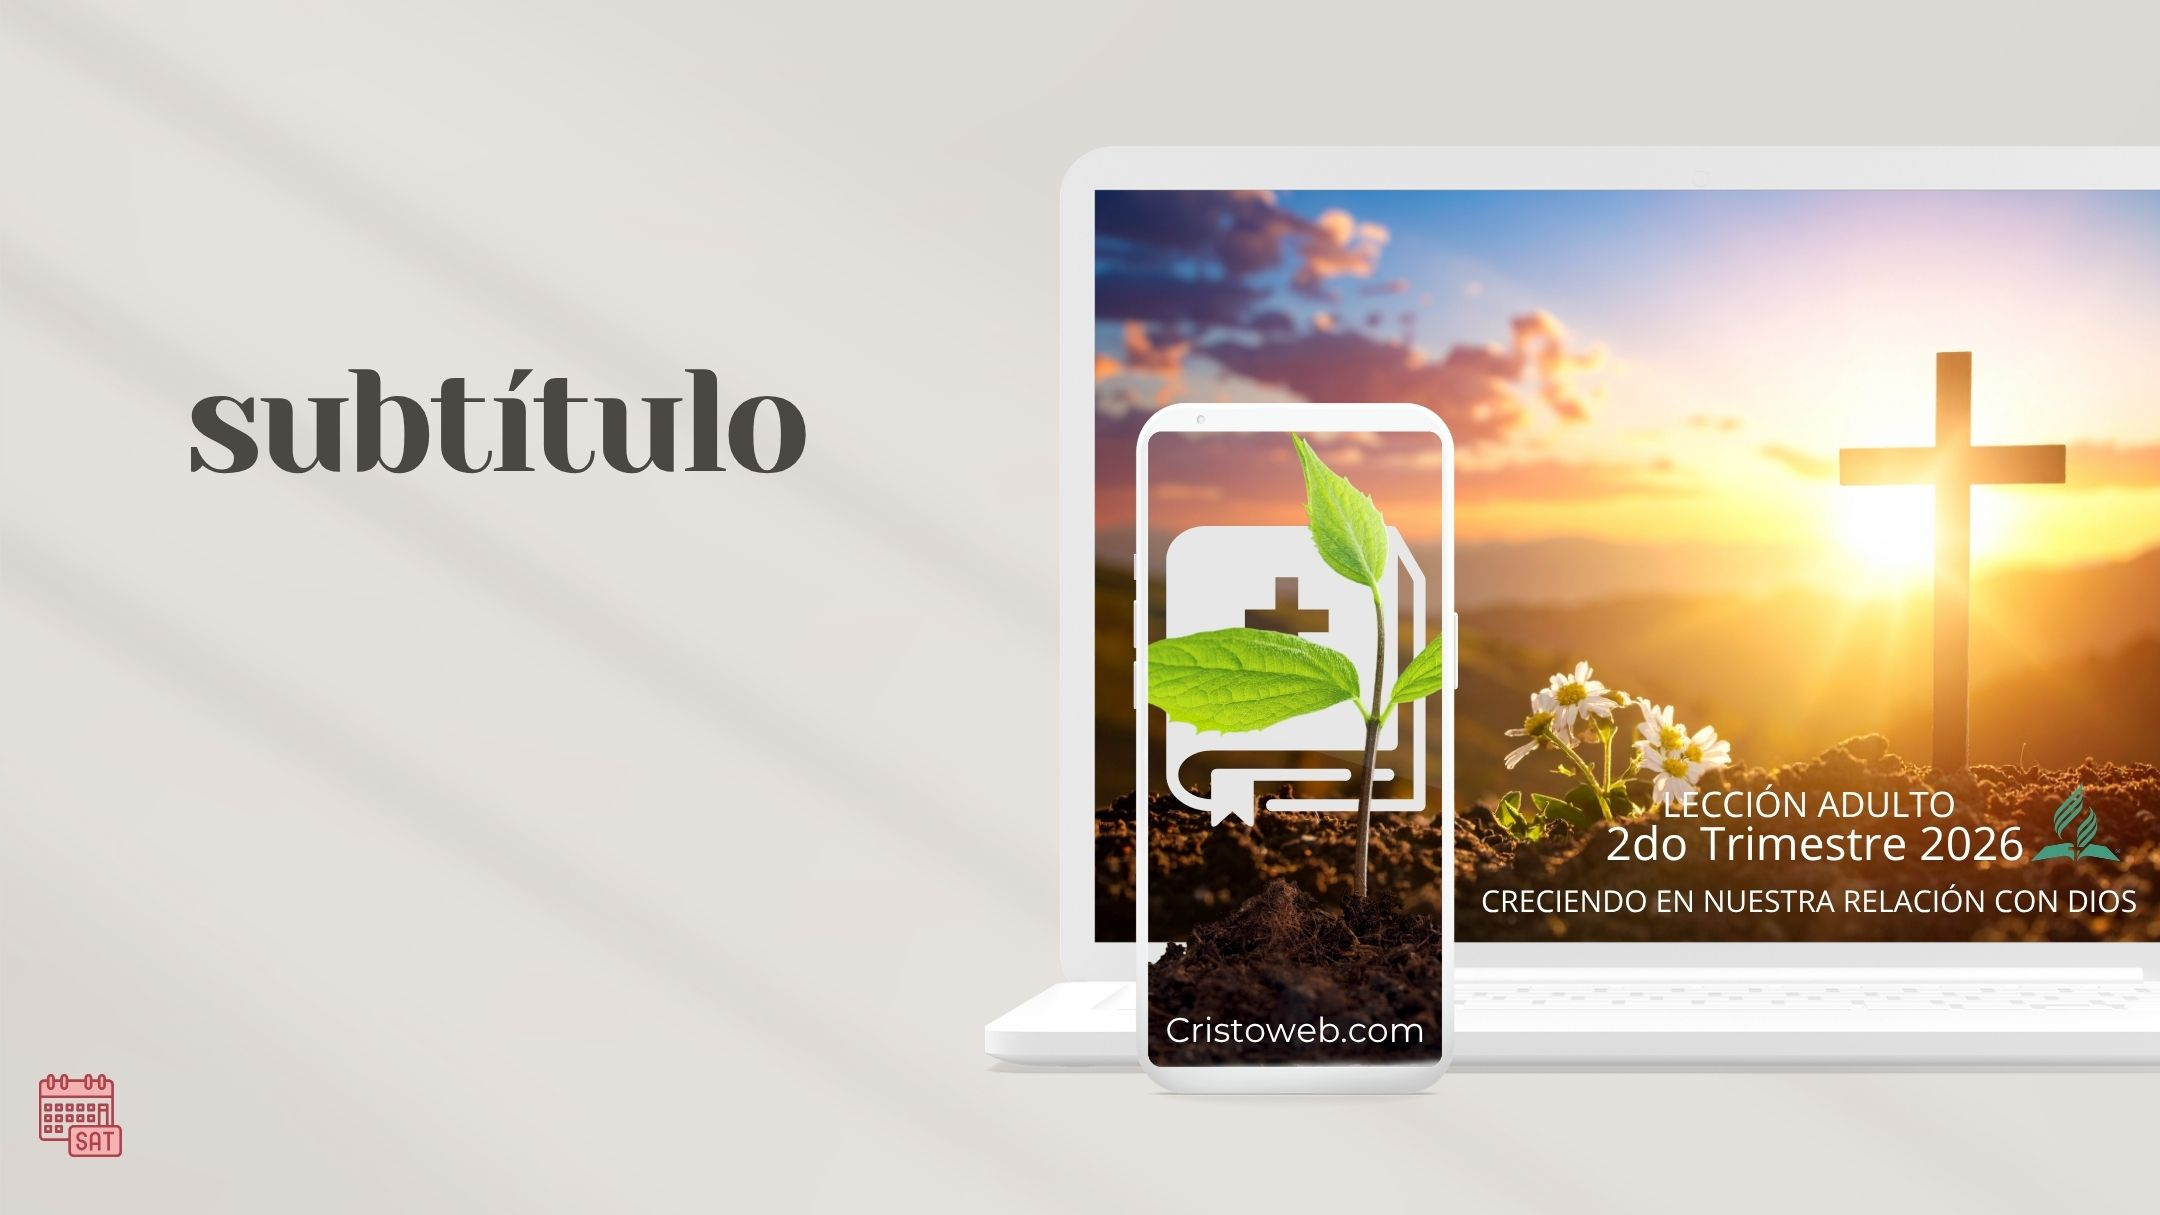 subtítulo
LECCIÓN ADULTO
2do Trimestre 2026
CRECIENDO EN NUESTRA RELACIÓN CON DIOS
Cristoweb.com
SAT